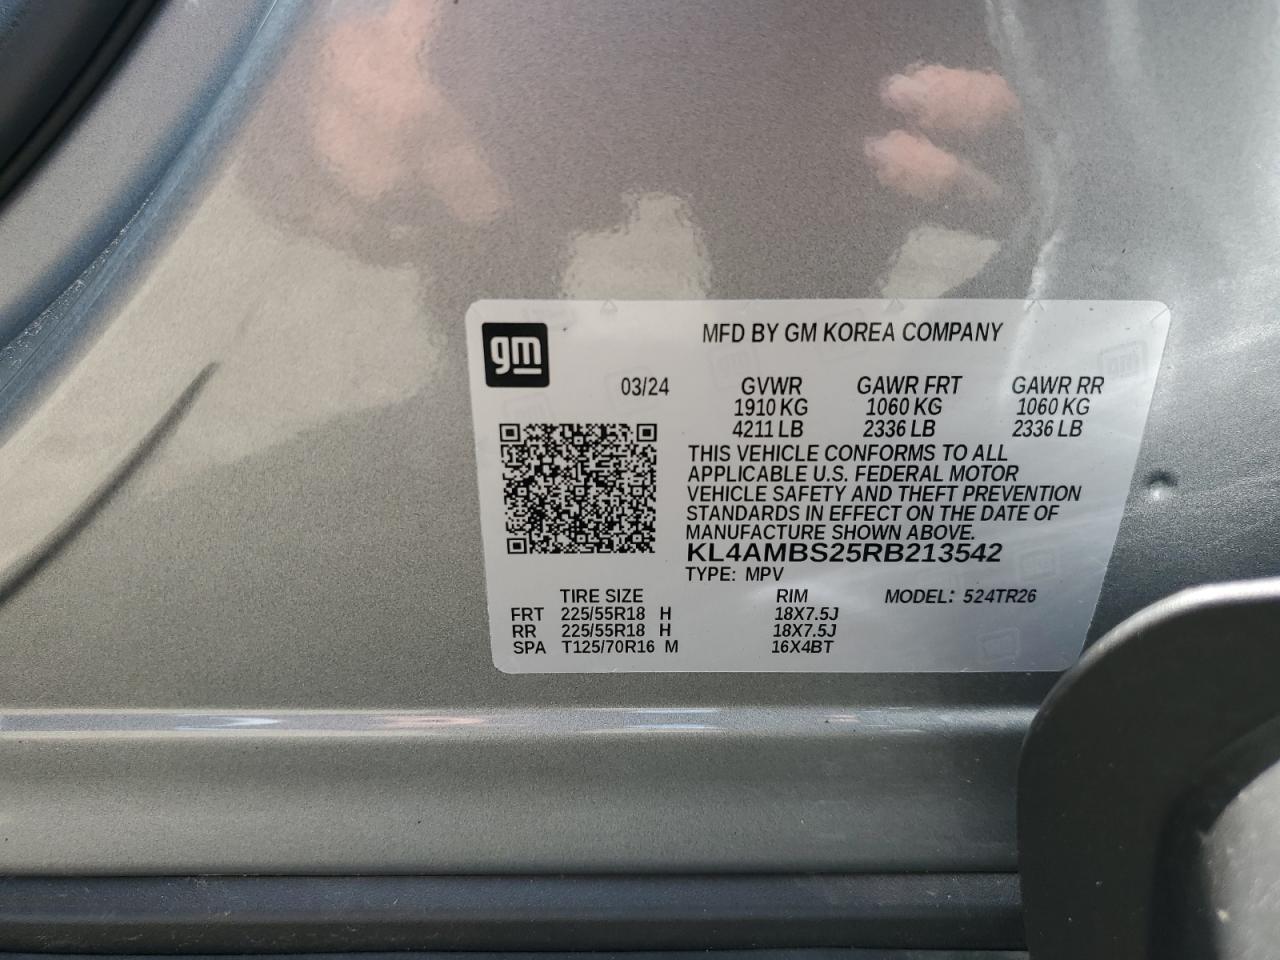 gm
MFD BY GM KOREA COMPANY
03/24 GVWR GAWR FRT GAWR RR
1910 KG 1060 KG 1060 KG
4211 LB 2336 LB 2336 LB
THIS VEHICLE CONFORMS TO ALL
APPLICABLE U.S. FEDERAL MOTOR
VEHICLE SAFETY AND THEFT PREVENTION
STANDARDS IN EFFECT ON THE DATE OF
MANUFACTURE SHOWN ABOVE.
KL4AMBS25RB213542
TYPE: MPV
TIRE SIZE RIM MODEL: 524TR26
FRT 225/55R18 H 18X7.5J
RR 225/55R18 H 18X7.5J
SPA T125/70R16 M 16X4BT